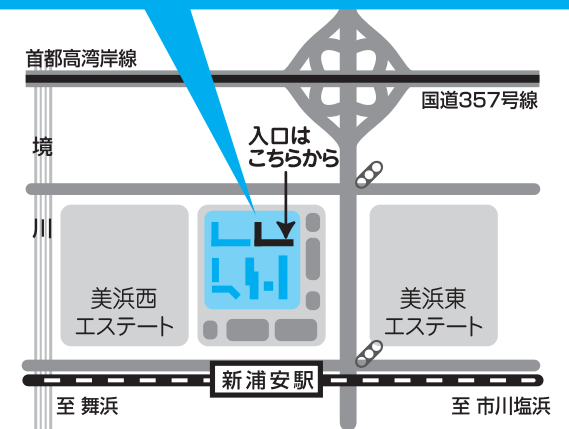 首都高湾岸線
国道357号線
境
川
入口は
こちらから
美浜西
エステート
美浜東
エステート
新浦安駅
至 舞浜
至 市川塩浜